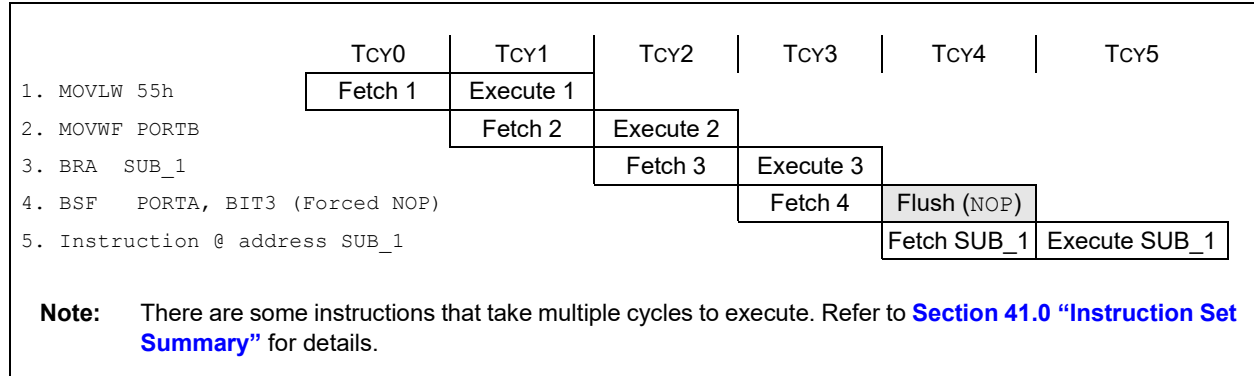 TCY0 TCY1 TCY2 TCY3 TCY4 TCY5
1. MOVLW 55h Fetch 1 Execute 1
2. MOVWF PORTB Fetch 2 Execute 2
3. BRA SUB_1 Fetch 3 Execute 3
4. BSF PORTA, BIT3 (Forced NOP) Fetch 4 Flush (NOP)
5. Instruction @ address SUB_1 Fetch SUB_1 Execute SUB_1
Note: There are some instructions that take multiple cycles to execute. Refer to Section 41.0 “Instruction Set
Summary” for details.